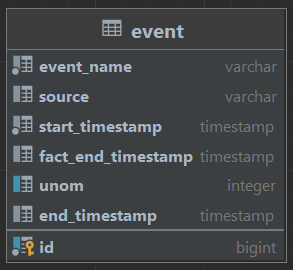 event
event_name varchar
source varchar
start_timestamp timestamp
fact_end_timestamp timestamp
unom integer
end_timestamp timestamp
id bigint